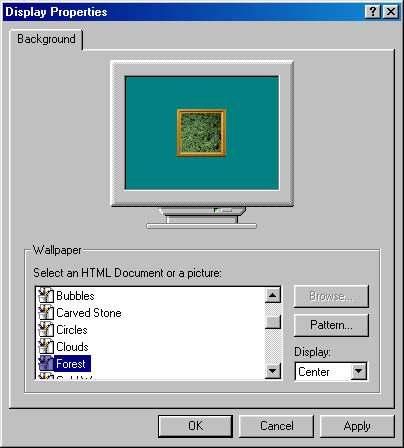 Display Properties
Background
Wallpaper
Select an HTML Document or a picture:
Bubbles
Carved Stone
Circles
Clouds
Forest
Browse...
Pattern...
Display:
Center
OK
Cancel
Apply